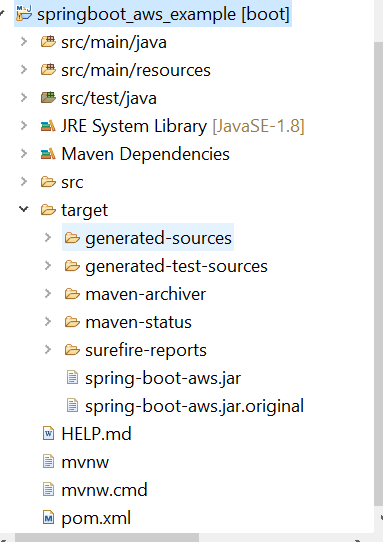 springboot_aws_example [boot]
src/main/java
src/main/resources
src/test/java
JRE System Library [JavaSE-1.8]
Maven Dependencies
src
target
generated-sources
generated-test-sources
maven-archiver
maven-status
surefire-reports
spring-boot-aws.jar
spring-boot-aws.jar.original
HELP.md
mvnw
mvnw.cmd
pom.xml